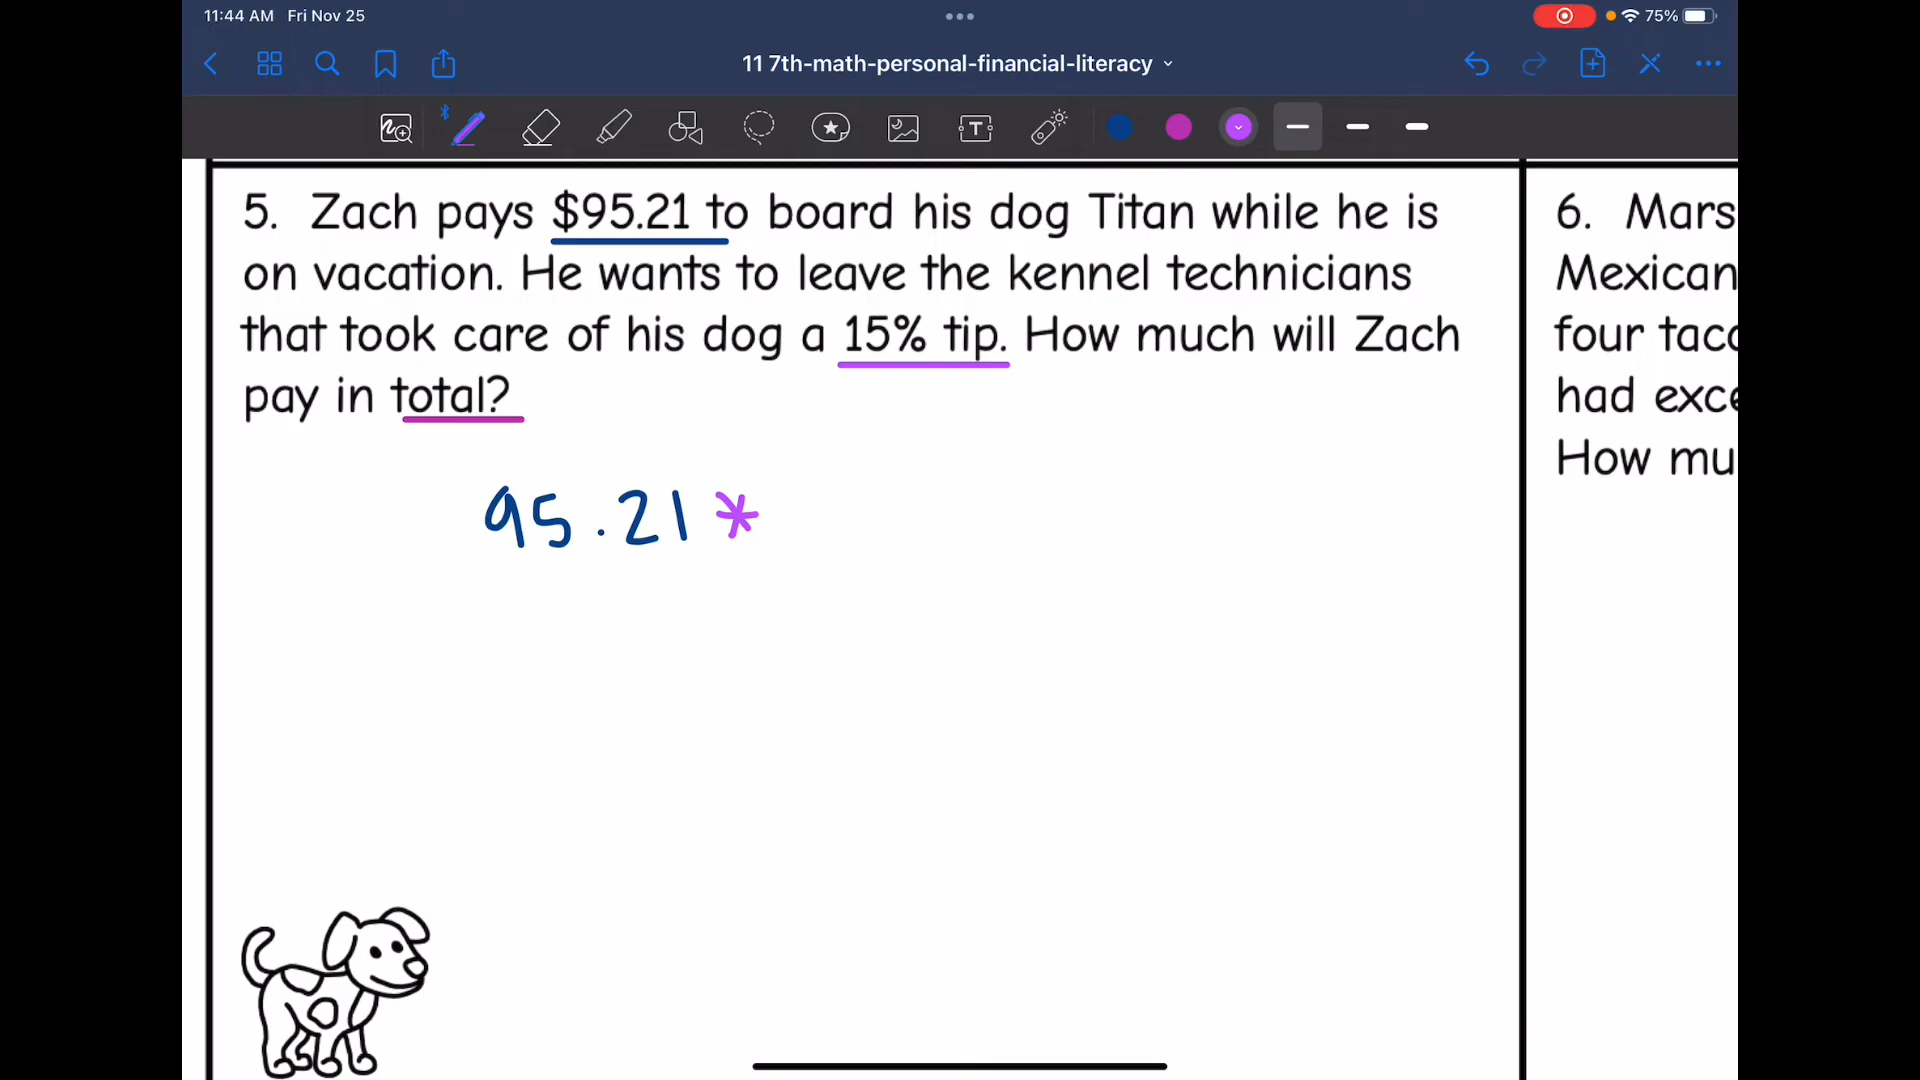 11:44 AM Fri Nov 25
75%
11 7th-math-personal-financial-literacy
T
5. Zach pays $95.21 to board his dog Titan while he is
on vacation. He wants to leave the kennel technicians
that took care of his dog a 15% tip. How much will Zach
pay in total?
95.21 *
6. Mars
Mexican
four taco
had exce
How mu